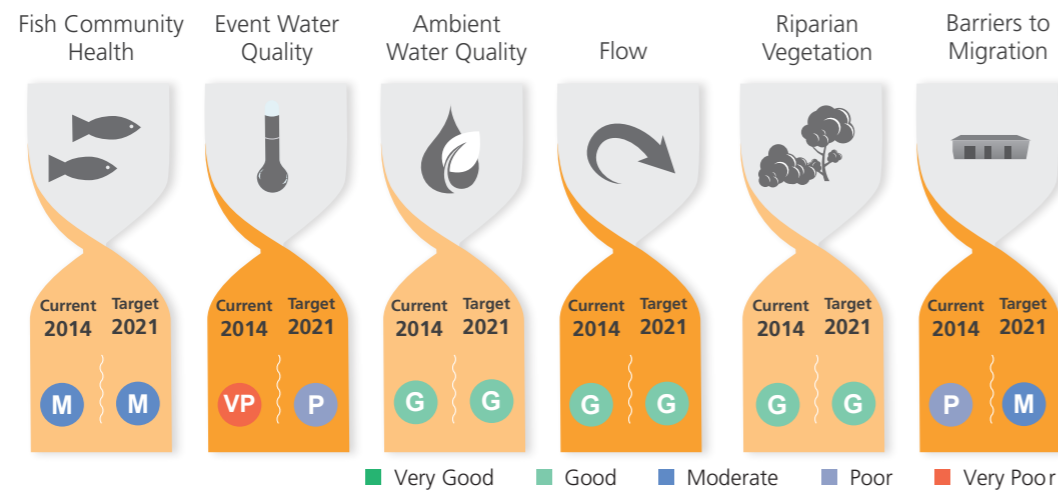 Fish Community
Health
Event Water
Quality
Ambient
Water Quality
Flow
Riparian
Vegetation
Barriers to
Migration
Current
2014
Target
2021
M
M
Current
2014
Target
2021
VP
P
Current
2014
Target
2021
G
G
Current
2014
Target
2021
G
G
Current
2014
Target
2021
G
G
Current
2014
Target
2021
P
M
Very Good
Good
Moderate
Poor
Very Poor